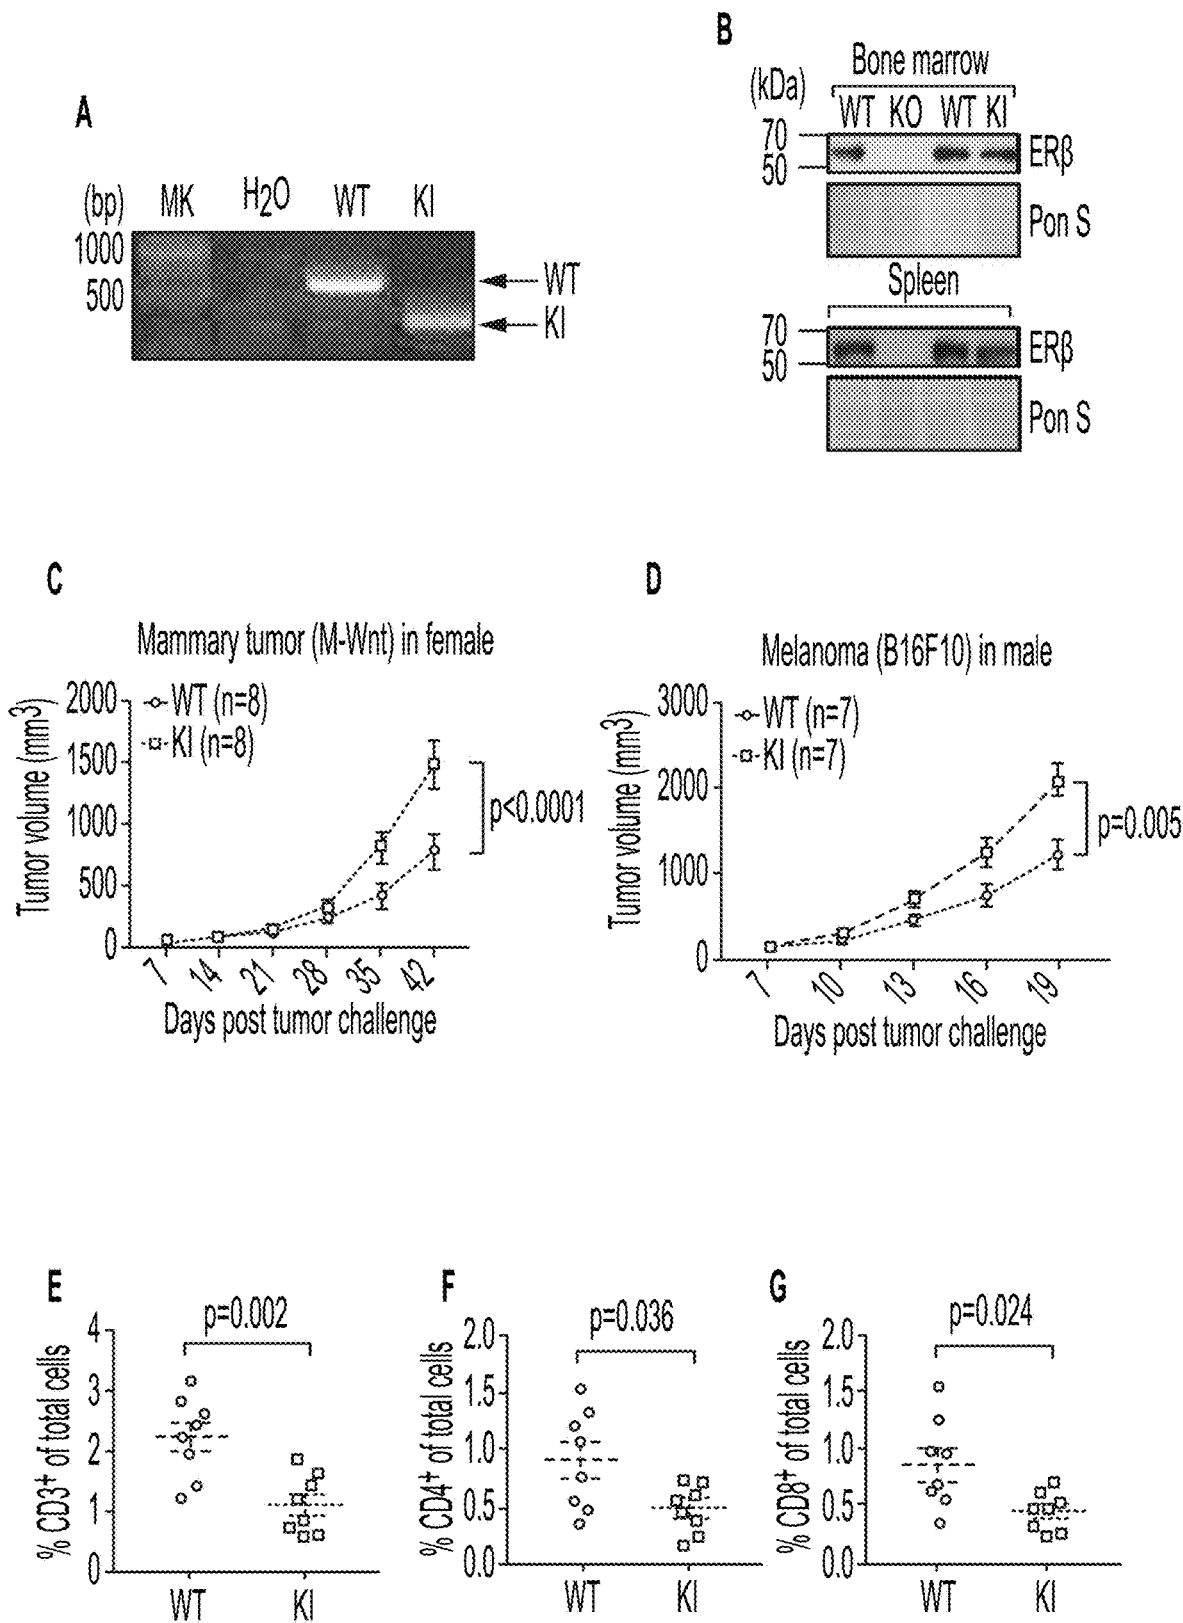 A
(bp) MK H2O WT KI
1000
500
WT
KI
B
Bone marrow
(kDa)
WT KO WT KI
70
50
ERβ
Pon S
Spleen
70
50
ERβ
Pon S
C
Mammary tumor (M-Wnt) in female
Tumor volume (mm3)
2000
1500
1000
500
0
WT (n=8)
KI (n=8)
p<0.0001
7 14 21 28 35 42
Days post tumor challenge
D
Melanoma (B16F10) in male
Tumor volume (mm3)
3000
2000
1000
0
WT (n=7)
KI (n=7)
p=0.005
7 10 13 16 19
Days post tumor challenge
E
p=0.002
% CD3+ of total cells
4
3
2
1
0
WT KI
F
p=0.036
% CD4+ of total cells
2.0
1.5
1.0
0.5
0.0
WT KI
G
p=0.024
% CD8+ of total cells
2.0
1.5
1.0
0.5
0.0
WT KI